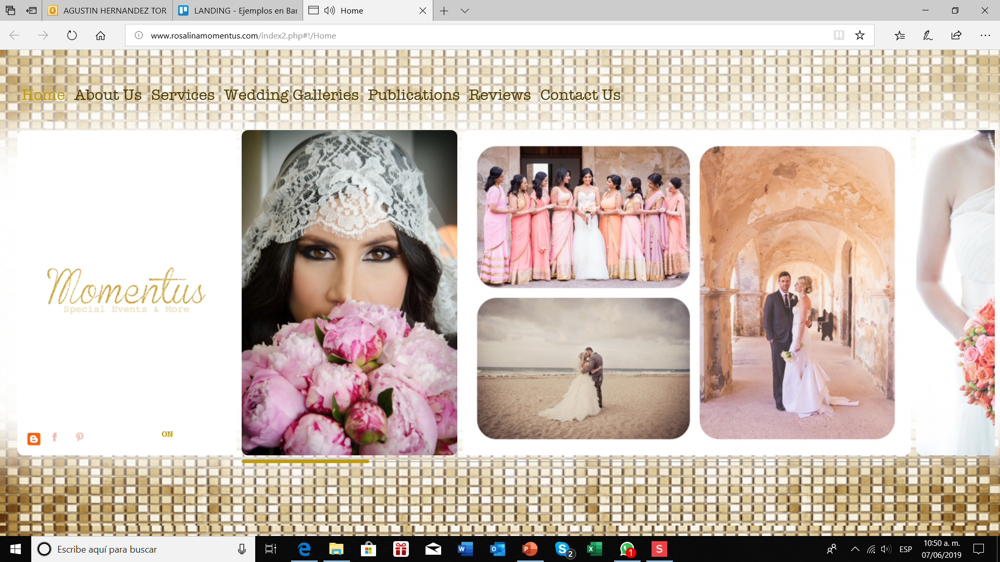 AGUSTIN HERNANDEZ TOR
LANDING - Ejemplos en Bar
Home
www.rosalinamomentus.com/index2.php#!/Home
Home About Us Services Wedding Galleries Publications Reviews Contact Us
Momentus
Special Events & More
ON
Escribe aquí para buscar
2
1
S
ESP
10:50 a. m.
07/06/2019